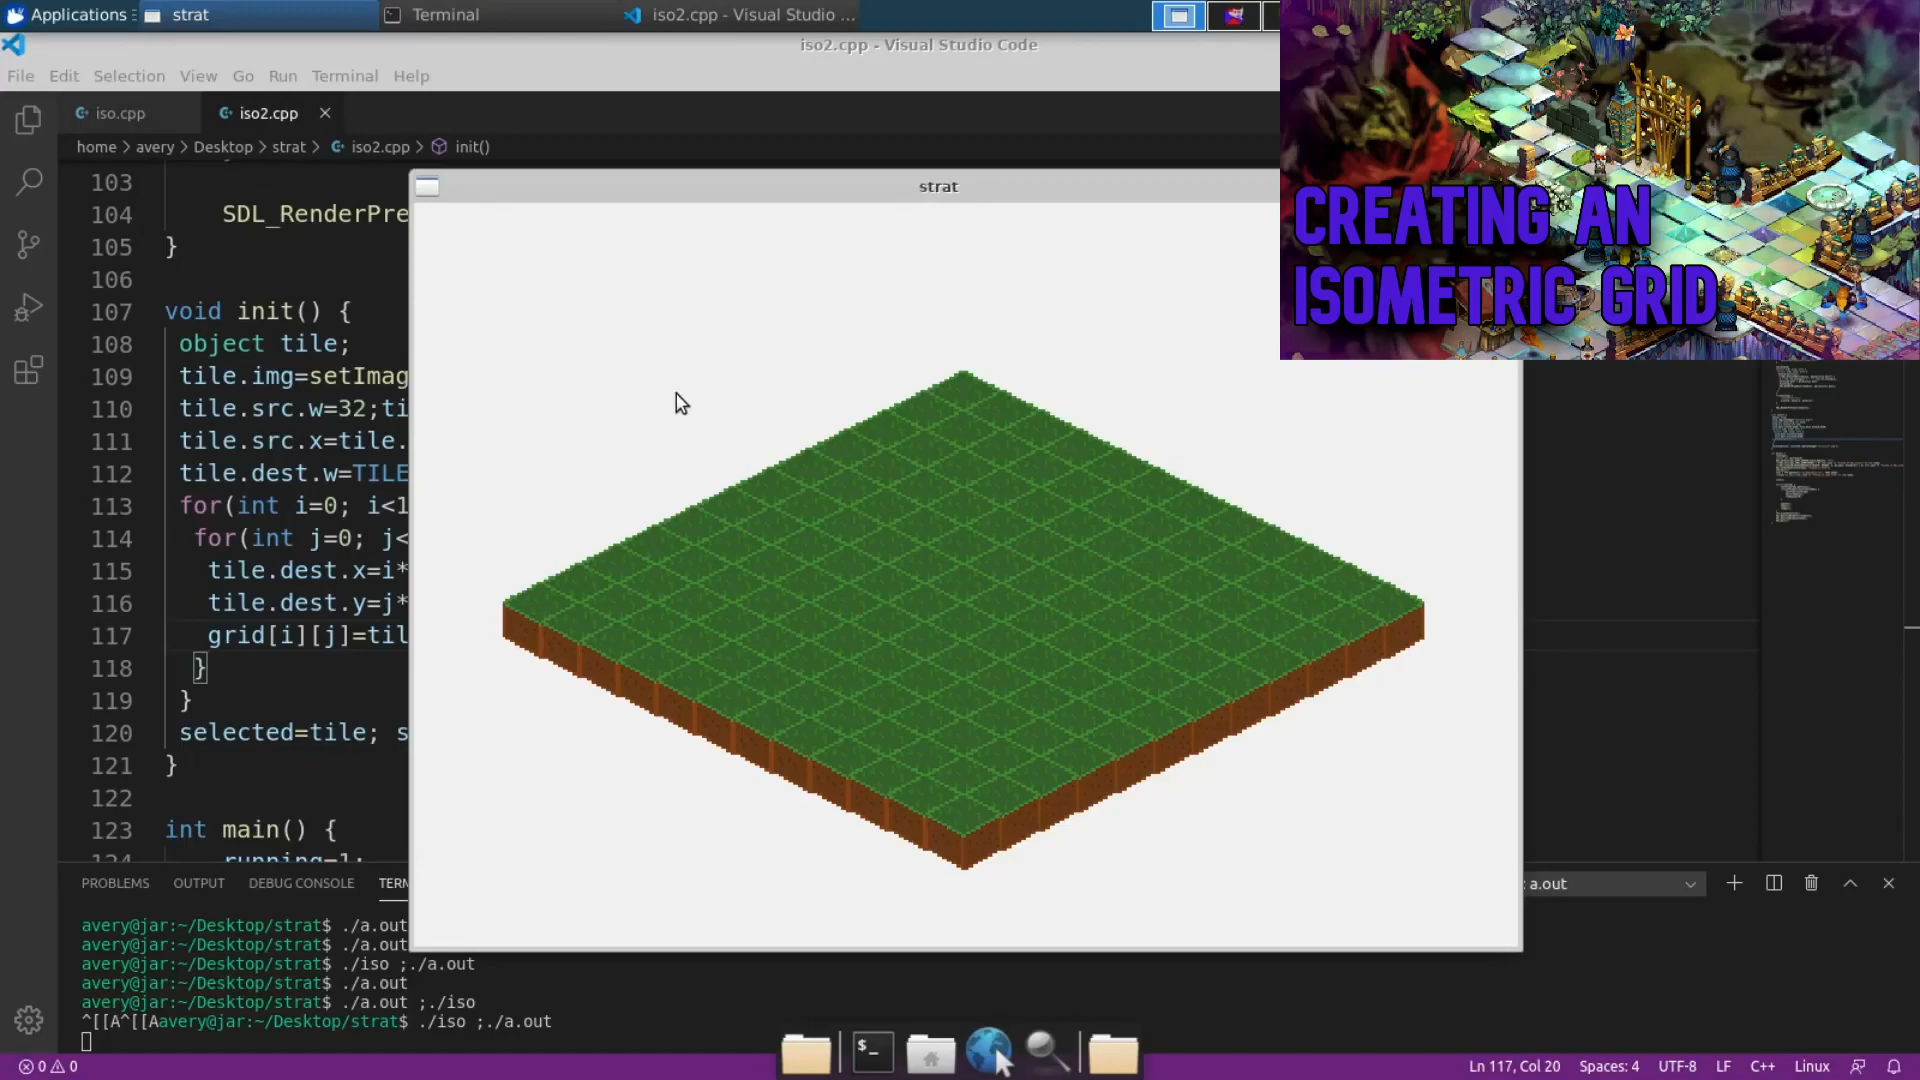 Applications
strat
Terminal
iso2.cpp - Visual Studio ...
iso2.cpp - Visual Studio Code
File Edit Selection View Go Run Terminal Help
iso.cpp
iso2.cpp
home > avery > Desktop > strat > iso2.cpp > init()
strat
CREATING AN
ISOMETRIC GRID
103
104 SDL_RenderPre
105 }
106
107 void init() {
108 object tile;
109 tile.img=setImag
110 tile.src.w=32;ti
111 tile.src.x=tile.
112 tile.dest.w=TILE
113 for(int i=0; i<1
114 for(int j=0; j<
115 tile.dest.x=i*
116 tile.dest.y=j*
117 grid[i][j]=til
118 }
119 }
120 selected=tile; s
121 }
122
123 int main() {
124 running=1;
PROBLEMS OUTPUT DEBUG CONSOLE TERM
: a.out
avery@jar:~/Desktop/strat$ ./a.out
avery@jar:~/Desktop/strat$ ./a.out
avery@jar:~/Desktop/strat$ ./iso ;./a.out
avery@jar:~/Desktop/strat$ ./a.out
avery@jar:~/Desktop/strat$ ./a.out ;./iso
^[[A^[[Aavery@jar:~/Desktop/strat$ ./iso ;./a.out
$_
0 0
Ln 117, Col 20 Spaces: 4 UTF-8 LF C++ Linux